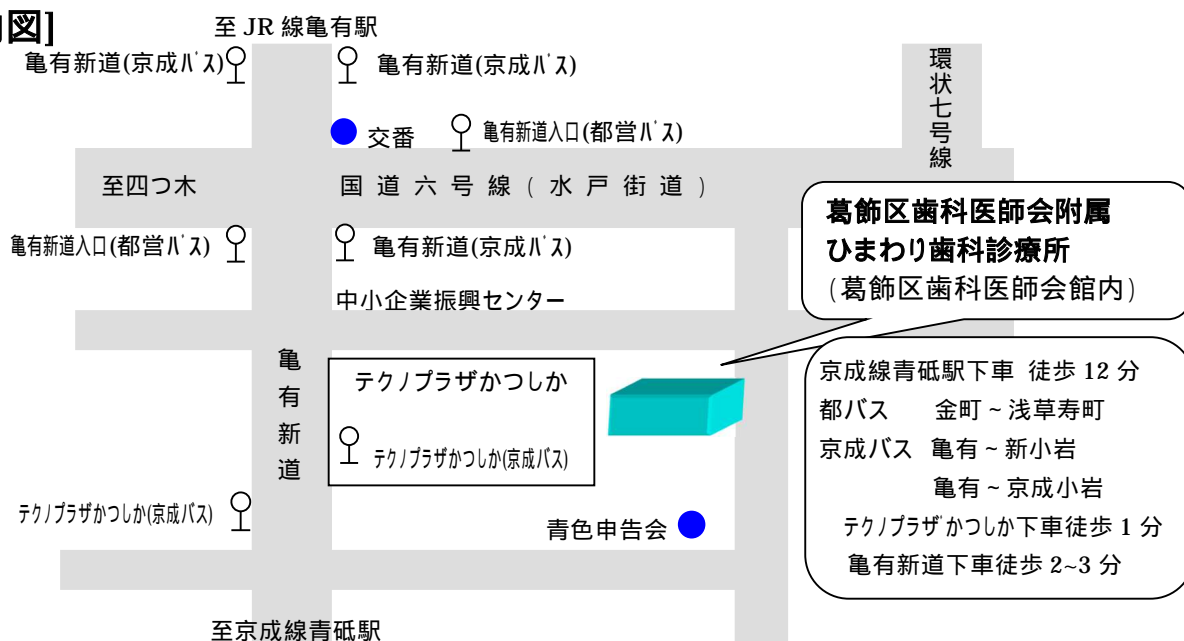 図]
至 JR 線亀有駅
亀有新道(京成バス)
亀有新道(京成バス)
環状七号線
交番
亀有新道入口(都営バス)
至四つ木
国道六号線(水戸街道)
葛飾区歯科医師会附属
ひまわり歯科診療所
(葛飾区歯科医師会館内)
亀有新道入口(都営バス)
亀有新道(京成バス)
中小企業振興センター
亀有新道
テクノプラザかつしか
テクノプラザかつしか(京成バス)
京成線青砥駅下車 徒歩 12 分
都バス 金町~浅草寿町
京成バス 亀有~新小岩
亀有~京成小岩
テクノプラザかつしか下車徒歩 1 分
亀有新道下車徒歩 2~3 分
テクノプラザかつしか(京成バス)
青色申告会
至京成線青砥駅